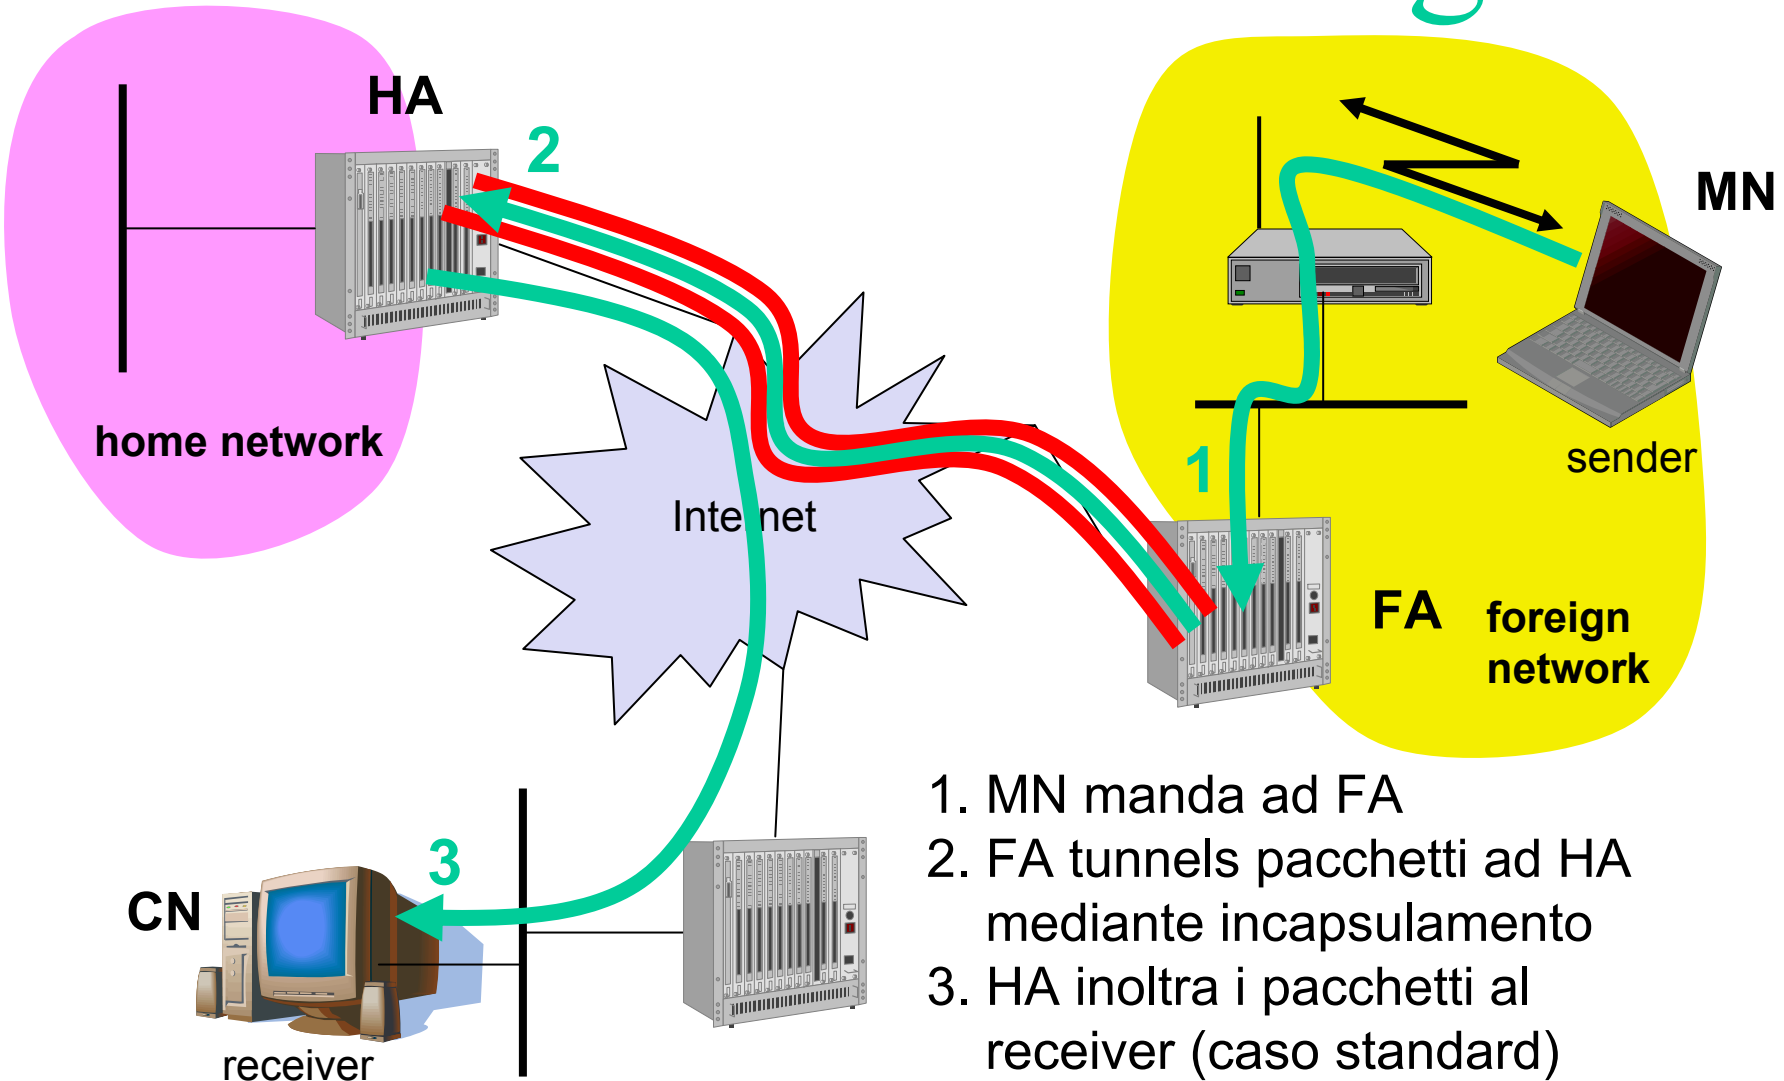 HA
2
MN
home network
Internet
1
sender
FA
foreign
network
1. MN manda ad FA
2. FA tunnels pacchetti ad HA
mediante incapsulamento
3. HA inoltra i pacchetti al
receiver (caso standard)
3
CN
receiver